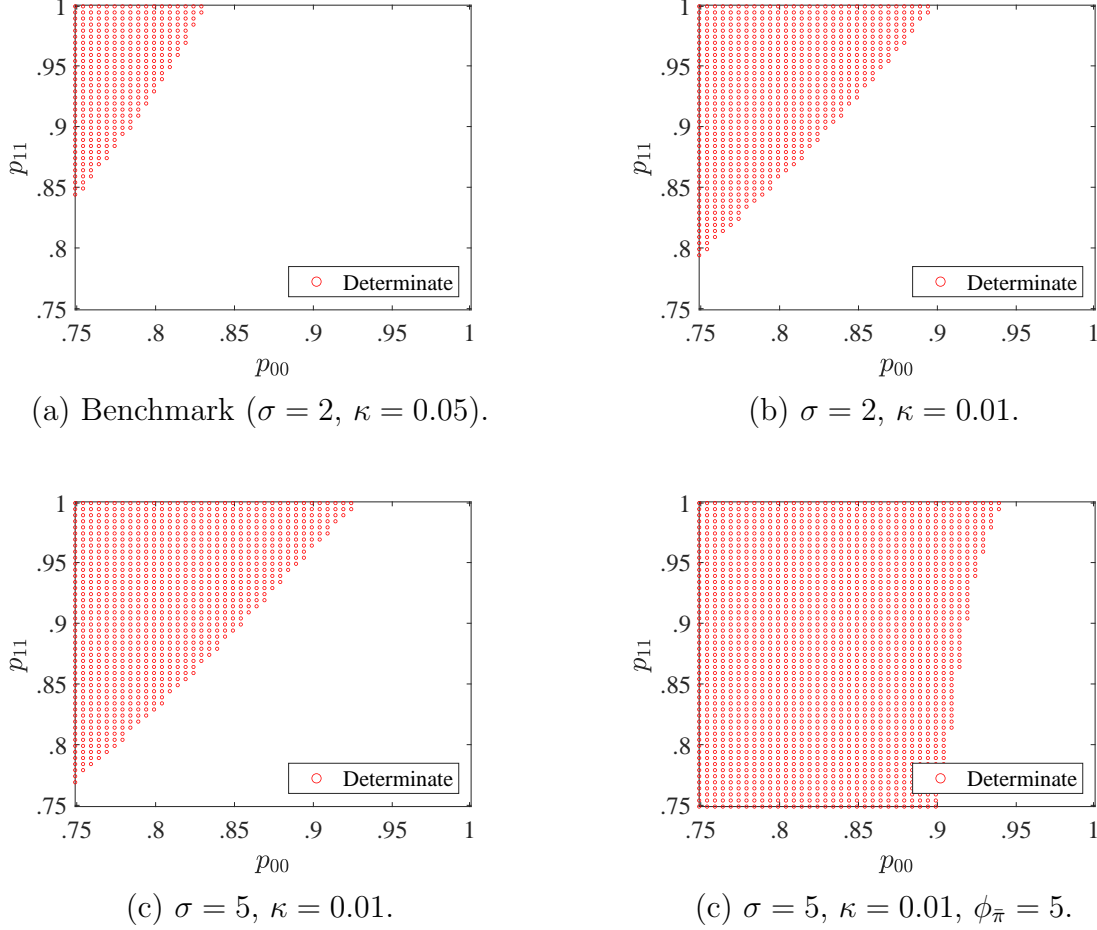 1
.95
.9
.85
.8
.75
p₁₁
Determinate
.75 .8 .85 .9 .95 1
p₀₀
(a) Benchmark (σ = 2, κ = 0.05).
1
.95
.9
.85
.8
.75
p₁₁
Determinate
.75 .8 .85 .9 .95 1
p₀₀
(b) σ = 2, κ = 0.01.
1
.95
.9
.85
.8
.75
p₁₁
Determinate
.75 .8 .85 .9 .95 1
p₀₀
(c) σ = 5, κ = 0.01.
1
.95
.9
.85
.8
.75
p₁₁
Determinate
.75 .8 .85 .9 .95 1
p₀₀
(c) σ = 5, κ = 0.01, ϕ_π̄ = 5.